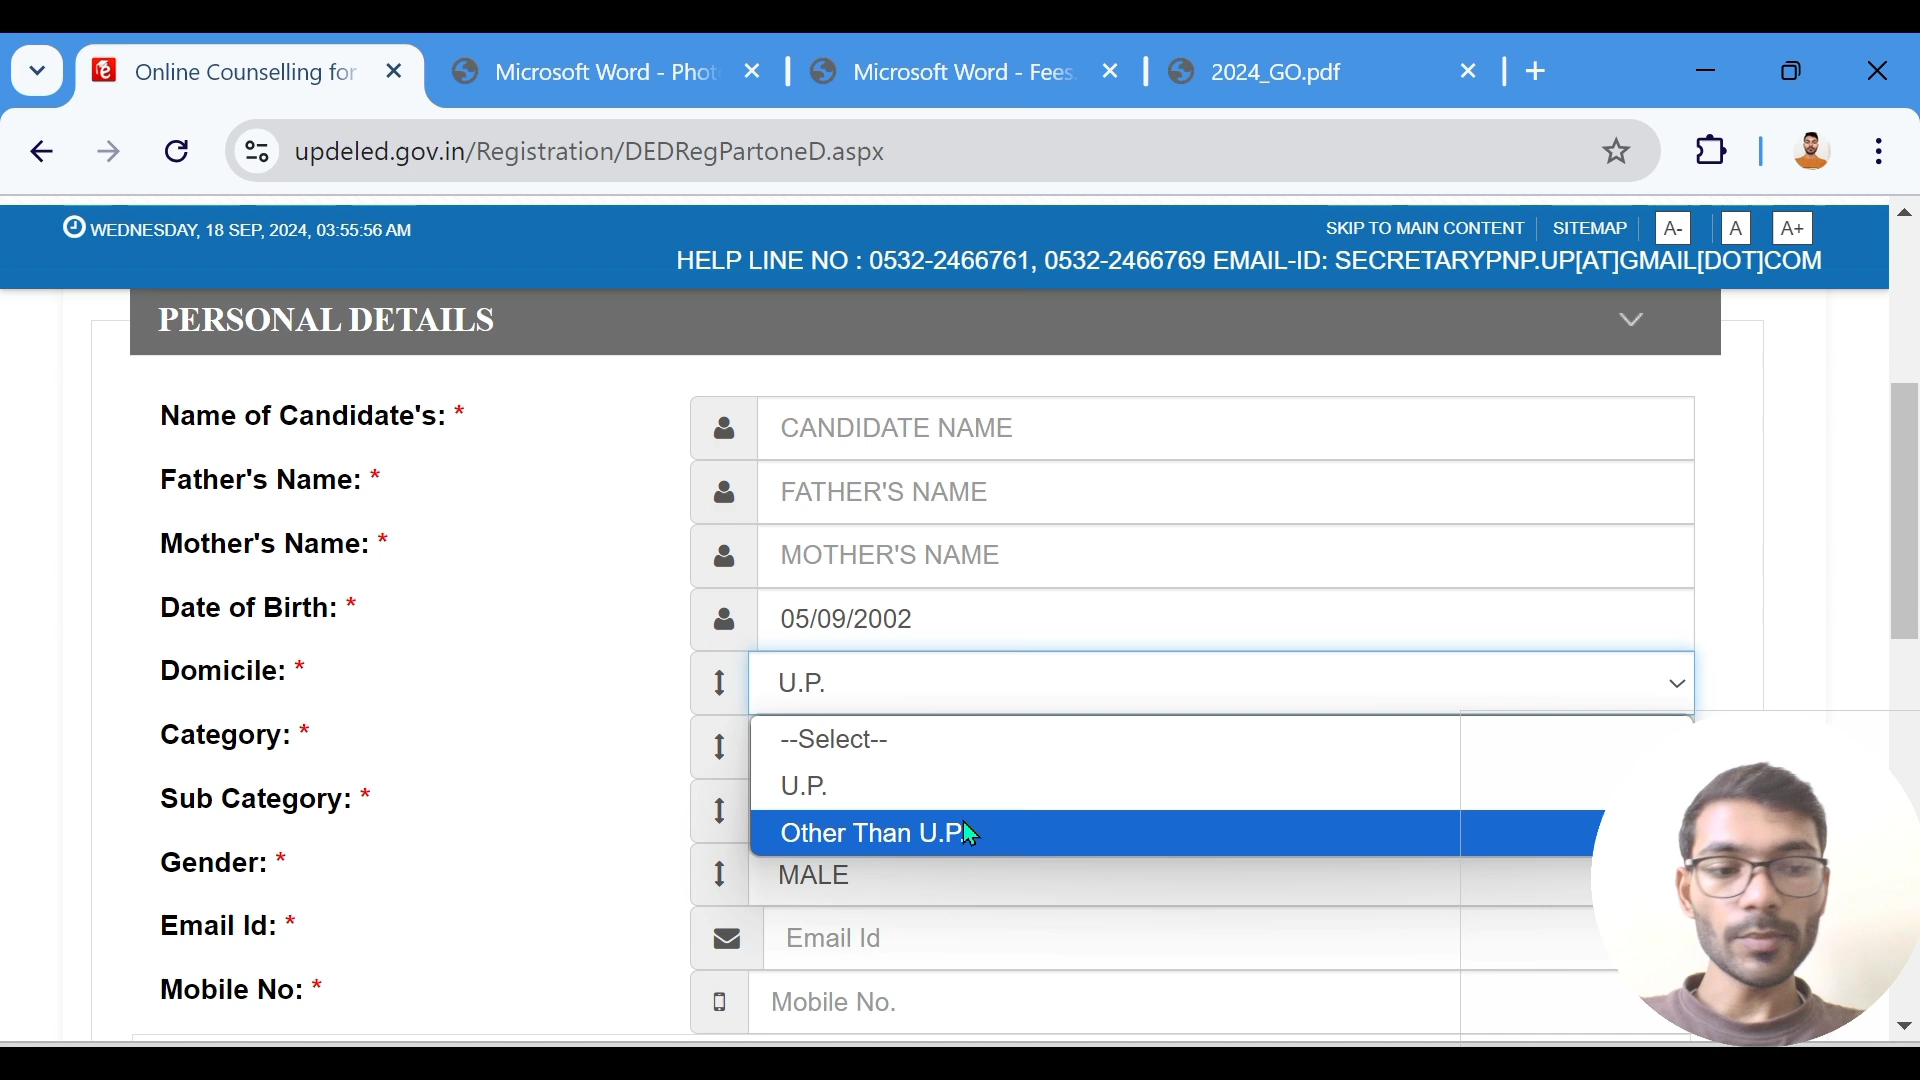 Online Counselling for
Microsoft Word - Phot
Microsoft Word - Fees.
2024_GO.pdf
updeled.gov.in/Registration/DEDRegPartoneD.aspx
WEDNESDAY, 18 SEP, 2024, 03:55:56 AM
SKIP TO MAIN CONTENT
SITEMAP
A-
A
A+
HELP LINE NO : 0532-2466761, 0532-2466769 EMAIL-ID: SECRETARYPNP.UP[AT]GMAIL[DOT]COM
PERSONAL DETAILS
Name of Candidate's: *
CANDIDATE NAME
Father's Name: *
FATHER'S NAME
Mother's Name: *
MOTHER'S NAME
Date of Birth: *
05/09/2002
Domicile: *
U.P.
--Select--
U.P.
Other Than U.P
Category: *
Sub Category: *
Gender: *
MALE
Email Id: *
Email Id
Mobile No: *
Mobile No.